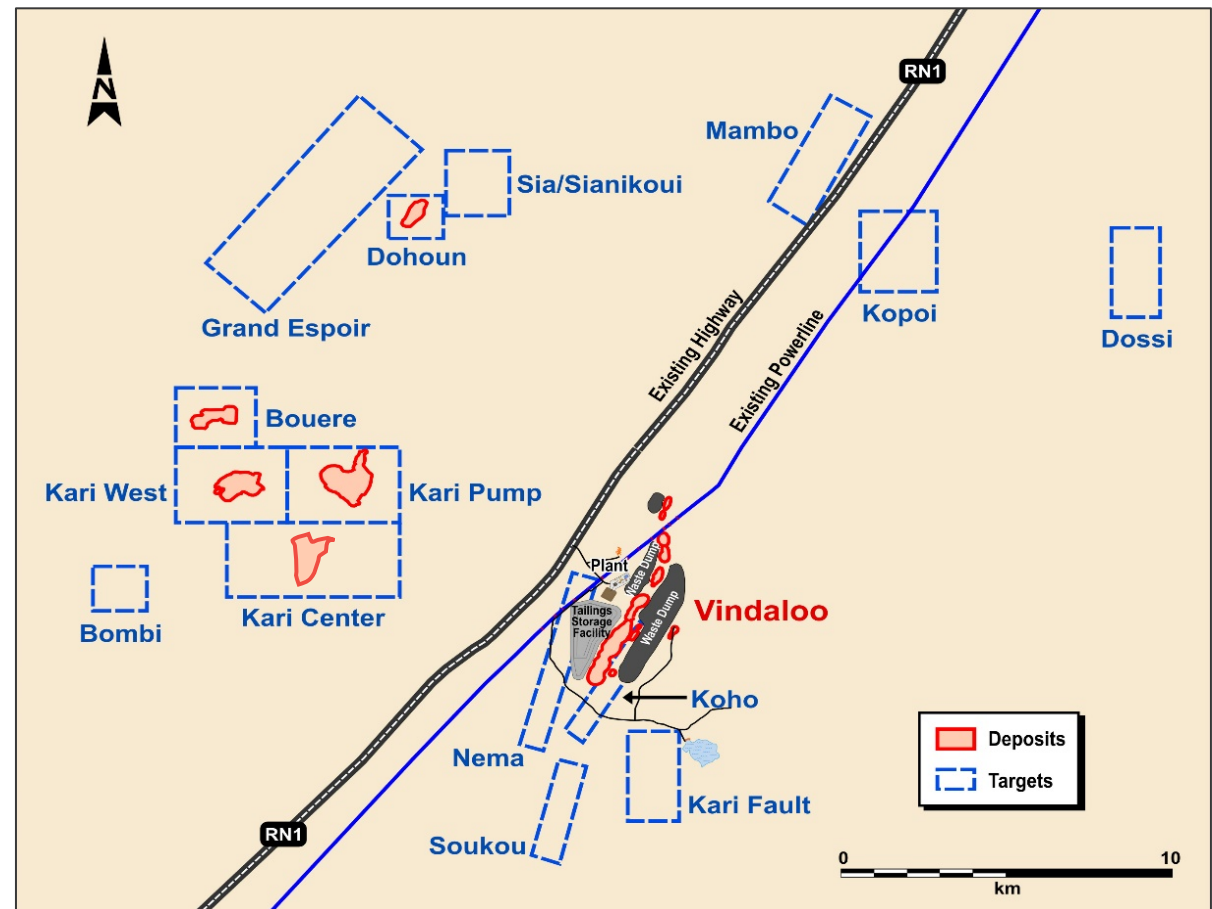 N
RN1
Mambo
Sia/Sianikoui
Dohoun
Grand Espoir
Kopoi
Dossi
Existing Highway
Existing Powerline
Bouere
Kari West
Kari Pump
Kari Center
Bombi
Plant
Waste Dump
Tailings
Storage
Facility
Waste Dump
Vindaloo
Koho
Nema
Kari Fault
Soukou
RN1
Deposits
Targets
0 10
km